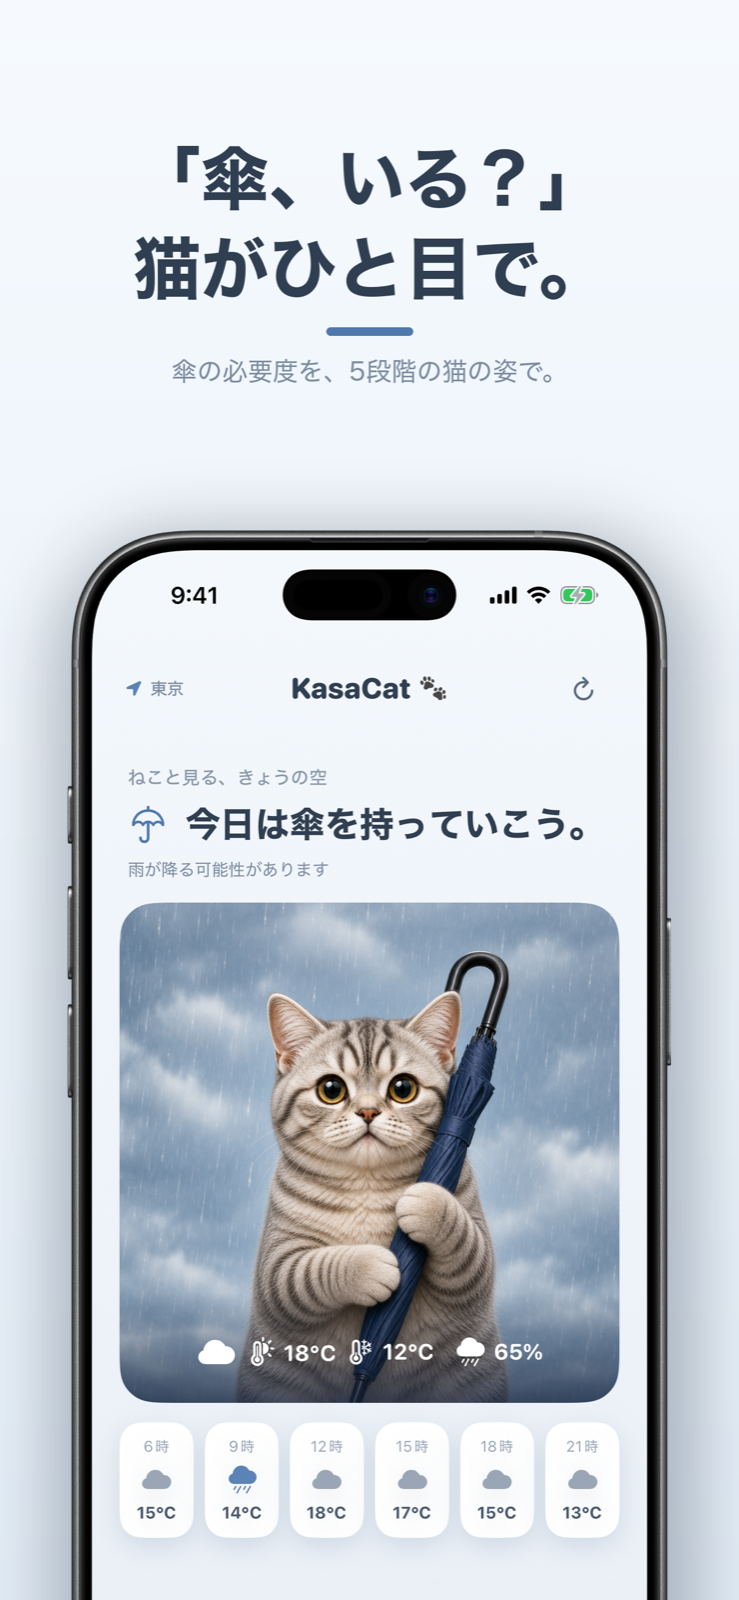 「傘、いる？」
猫がひと目で。
傘の必要度を、5段階の猫の姿で。
9:41
東京
KasaCat
ねこと見る、きょうの空
今日は傘を持っていこう。
雨が降る可能性があります
18°C 12°C 65%
6時 9時 12時 15時 18時 21時
15°C 14°C 18°C 17°C 15°C 13°C